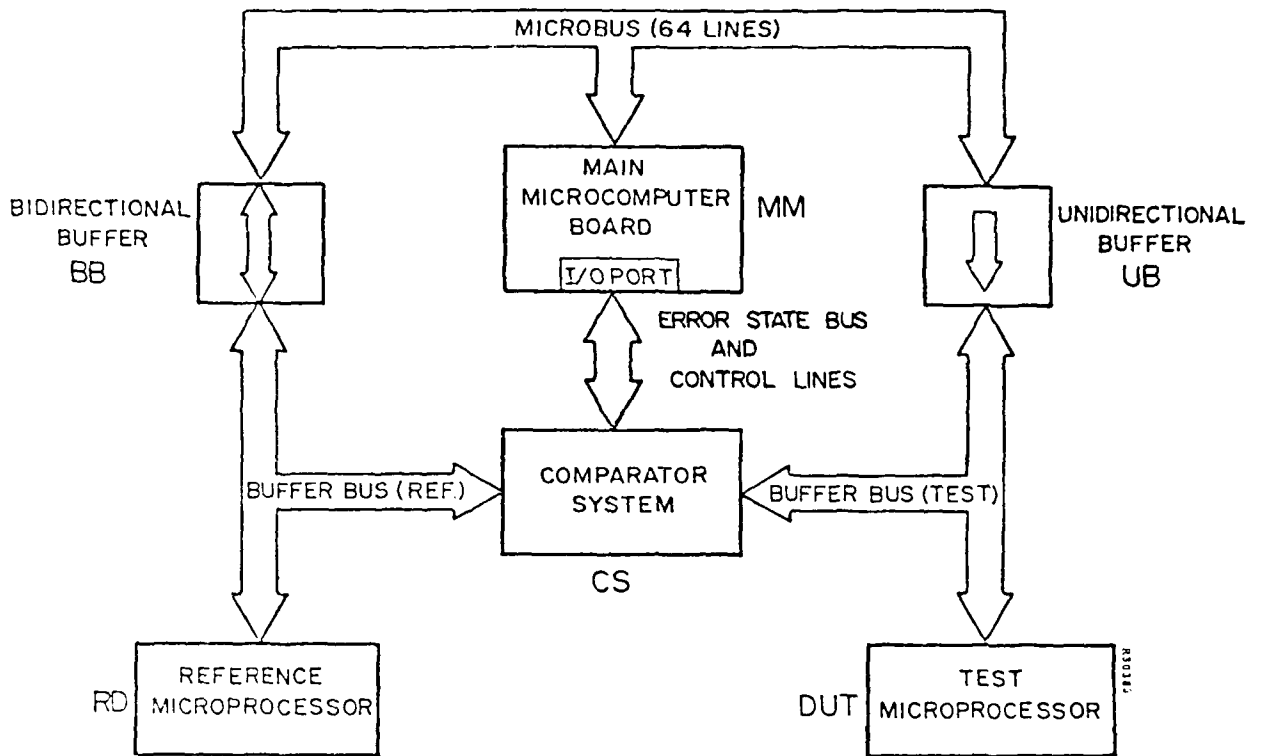 MICROBUS (64 LINES)
MAIN
MICROCOMPUTER
BOARD
I/O PORT
MM
BIDIRECTIONAL
BUFFER
BB
UNIDIRECTIONAL
BUFFER
UB
ERROR STATE BUS
AND
CONTROL LINES
BUFFER BUS (REF.)
COMPARATOR
SYSTEM
CS
BUFFER BUS (TEST)
RD
REFERENCE
MICROPROCESSOR
DUT
TEST
MICROPROCESSOR